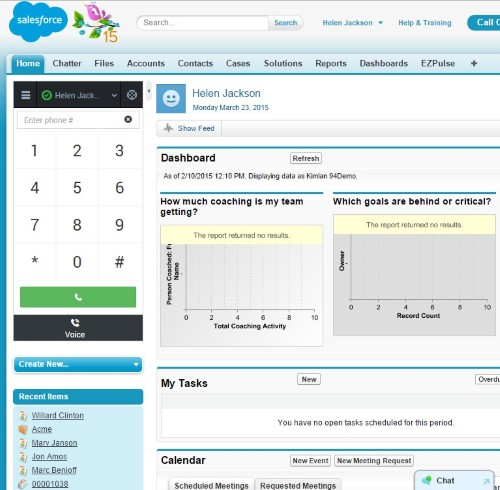 salesforce
15
Search...
Search
Helen Jackson
Help & Training
Call C
Home
Chatter
Files
Accounts
Contacts
Cases
Solutions
Reports
Dashboards
EZPulse
+
Helen Jack...
Enter phone #
1 2 3
4 5 6
7 8 9
* 0 #
Voice
Create New...
Recent Items
Willard Clinton
Acme
Mary Janson
Jon Amos
Marc Benioff
00001038
Helen Jackson
Monday March 23, 2015
Show Feed
Dashboard
Refresh
As of 2/10/2015 12:10 PM. Displaying data as Kimlan 94Demo.
How much coaching is my team
getting?
The report returned no results.
Person Coached: Fu
Name
0 2 4 6 8 10
Total Coaching Activity
Which goals are behind or critical?
The report returned no results.
Owner
0 2 4 6 8 10
Record Count
My Tasks
New
Overdu
You have no open tasks scheduled for this period.
Calendar
New Event
New Meeting Request
Scheduled Meetings
Requested Meetings
Chat